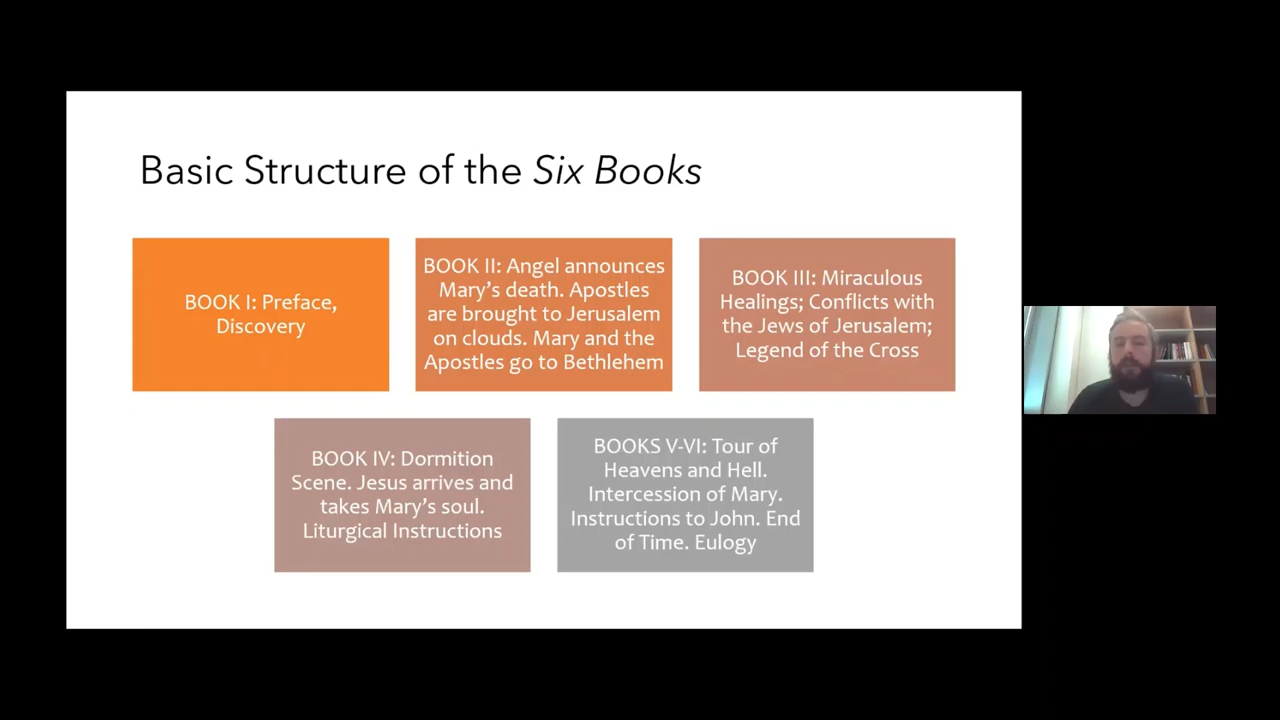 Basic Structure of the Six Books
BOOK I: Preface,
Discovery
BOOK II: Angel announces
Mary’s death. Apostles
are brought to Jerusalem
on clouds. Mary and the
Apostles go to Bethlehem
BOOK III: Miraculous
Healings; Conflicts with
the Jews of Jerusalem;
Legend of the Cross
BOOK IV: Dormition
Scene. Jesus arrives and
takes Mary’s soul.
Liturgical Instructions
BOOKS V-VI: Tour of
Heavens and Hell.
Intercession of Mary.
Instructions to John. End
of Time. Eulogy